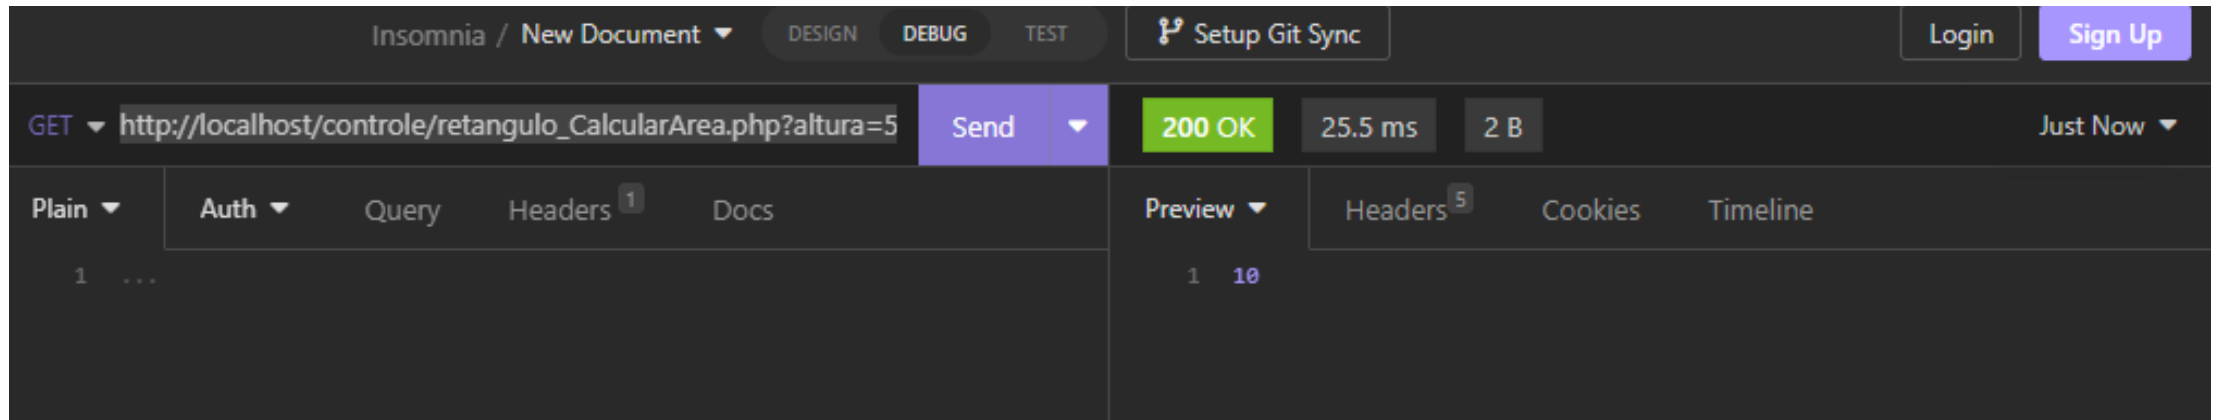 Insomnia / New Document DESIGN DEBUG TEST Setup Git Sync Login Sign Up
GET http://localhost/controle/retangulo_CalcularArea.php?altura=5 Send 200 OK 25.5 ms 2 B Just Now
Plain Auth Query Headers 1 Docs Preview Headers 5 Cookies Timeline
1 ... 1 10